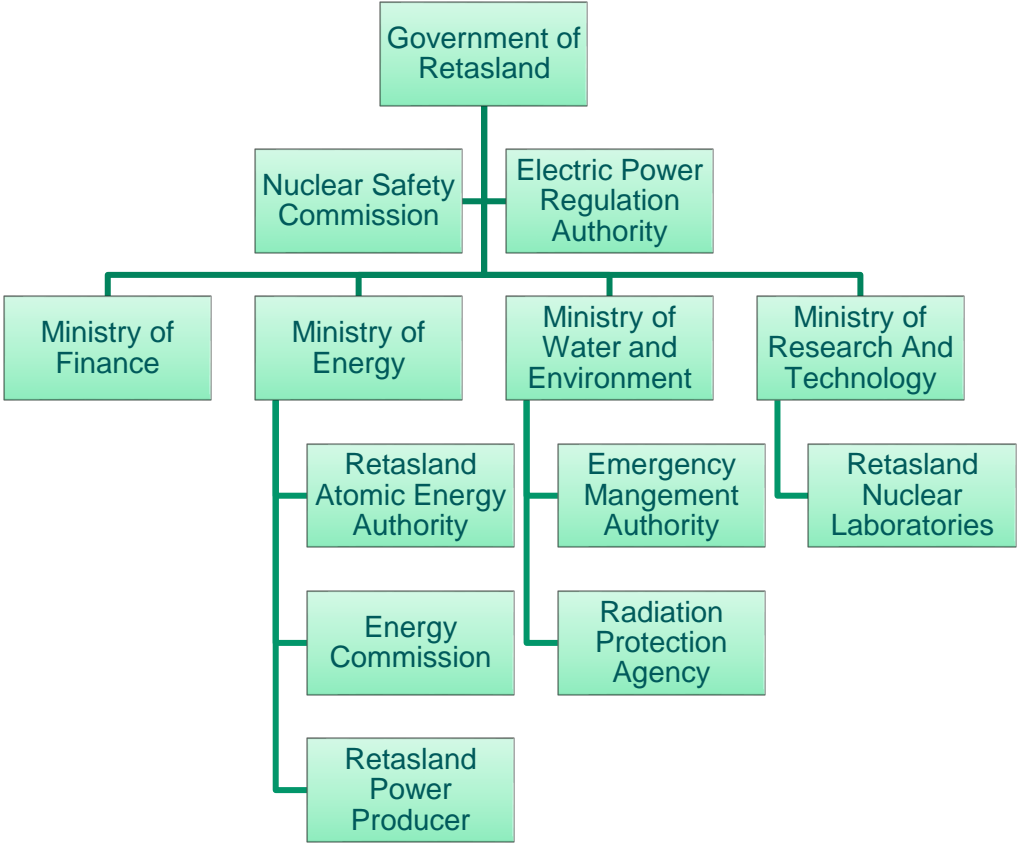 Government of
Retasland
Nuclear Safety
Commission
Electric Power
Regulation
Authority
Ministry of
Finance
Ministry of
Energy
Ministry of
Water and
Environment
Ministry of
Research And
Technology
Retasland
Atomic Energy
Authority
Emergency
Mangement
Authority
Retasland
Nuclear
Laboratories
Energy
Commission
Radiation
Protection
Agency
Retasland
Power
Producer